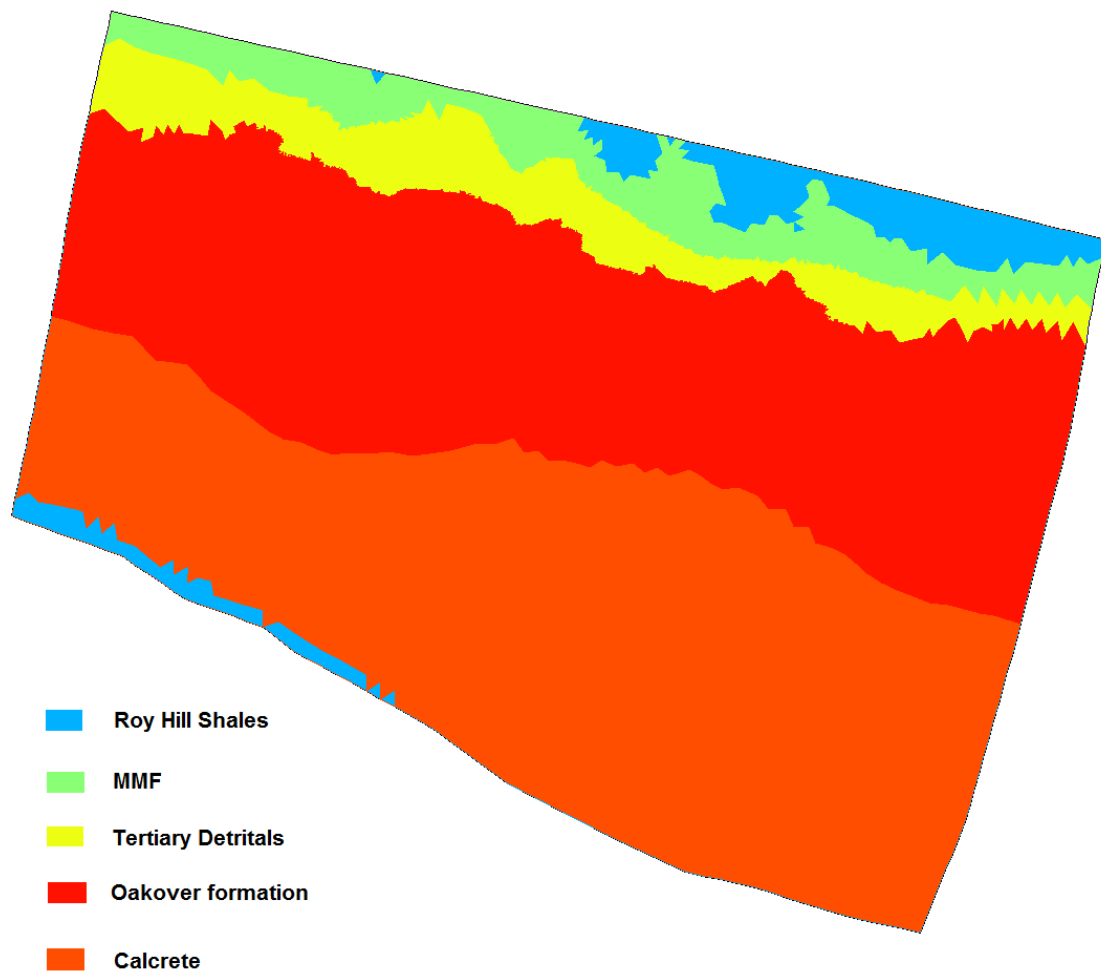 Roy Hill Shales
MMF
Tertiary Detritals
Oakover formation
Calcrete